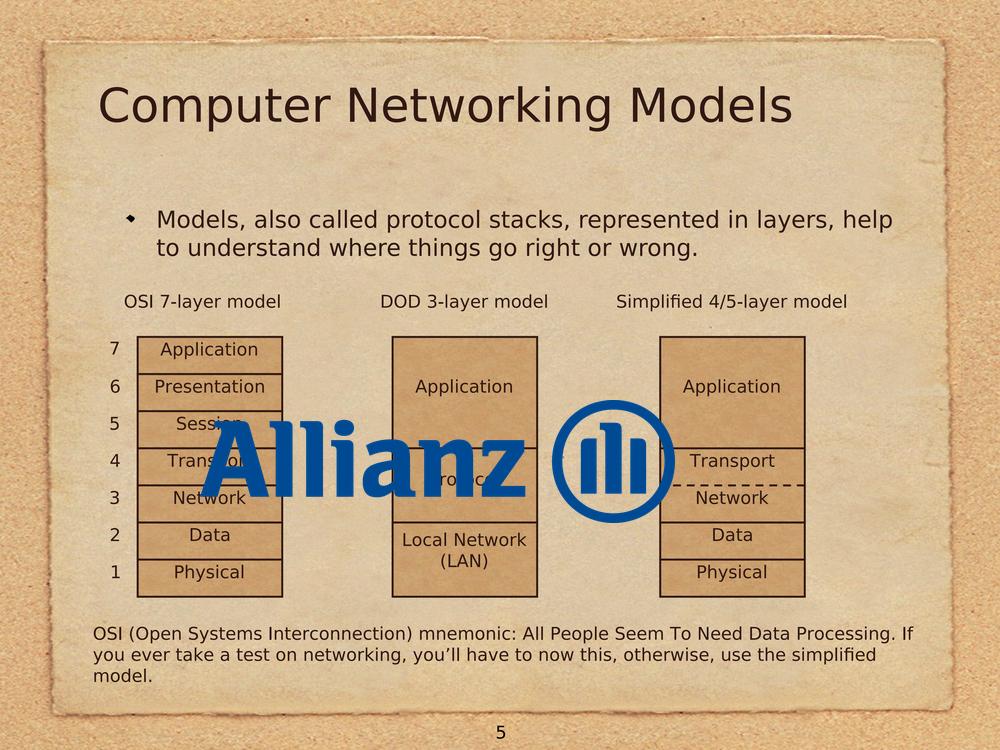 Computer Networking Models
Models, also called protocol stacks, represented in layers, help
to understand where things go right or wrong.
OSI 7-layer model
DOD 3-layer model
Simplified 4/5-layer model
7 Application
6 Presentation
5 Session
4 Transport
3 Network
2 Data
1 Physical
Application
Protocol
Local Network
(LAN)
Application
Transport
Network
Data
Physical
Allianz
OSI (Open Systems Interconnection) mnemonic: All People Seem To Need Data Processing. If
you ever take a test on networking, you’ll have to now this, otherwise, use the simplified
model.
5